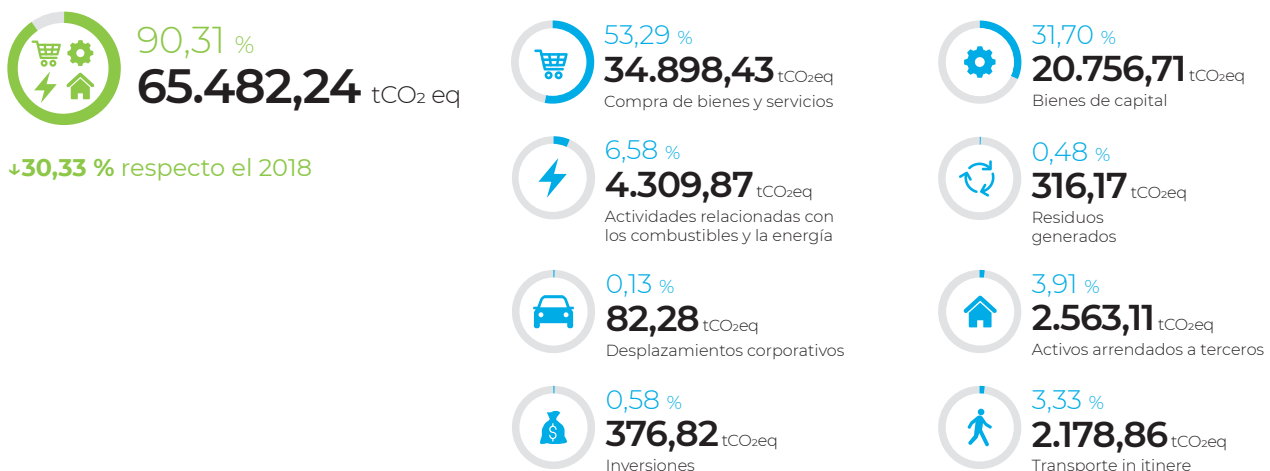 90,31 %
65.482,24 tCO₂ eq
↓30,33 % respecto el 2018
53,29 %
34.898,43 tCO₂eq
Compra de bienes y servicios
31,70 %
20.756,71 tCO₂eq
Bienes de capital
6,58 %
4.309,87 tCO₂eq
Actividades relacionadas con
los combustibles y la energía
0,48 %
316,17 tCO₂eq
Residuos
generados
0,13 %
82,28 tCO₂eq
Desplazamientos corporativos
3,91 %
2.563,11 tCO₂eq
Activos arrendados a terceros
0,58 %
376,82 tCO₂eq
Inversiones
3,33 %
2.178,86 tCO₂eq
Transporte in itinere